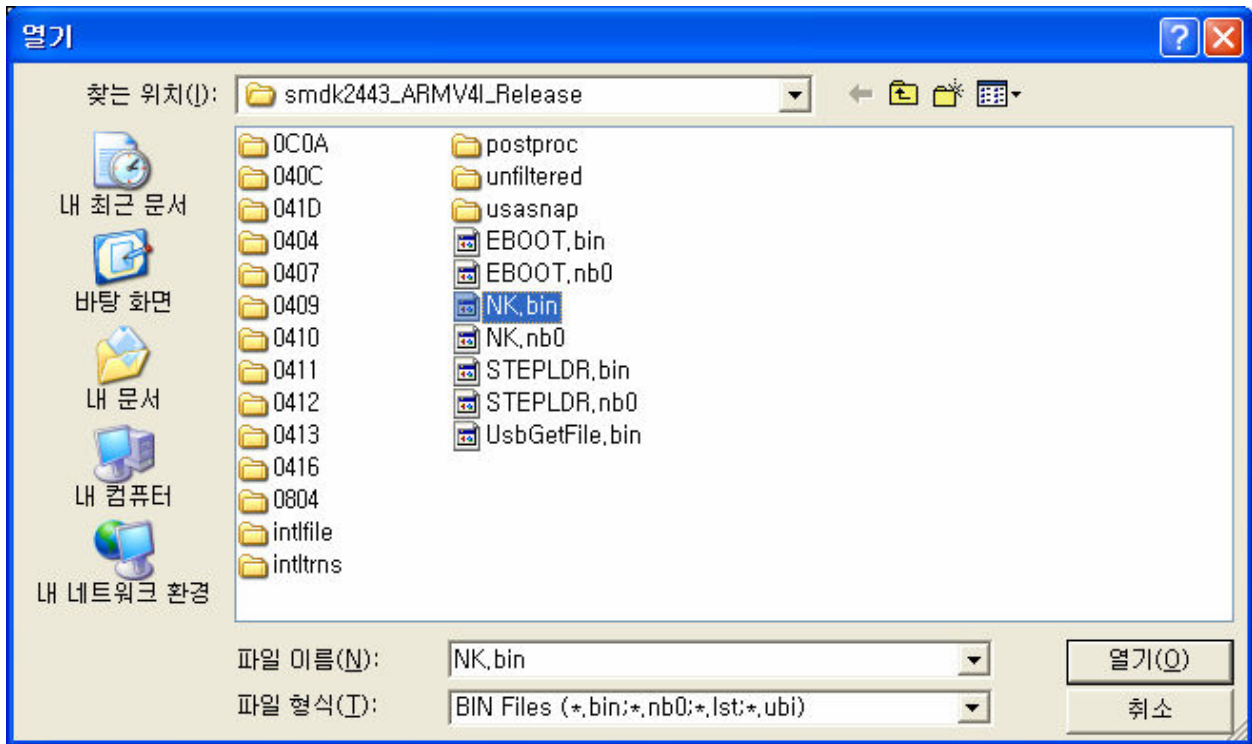 열기
찾는 위치(I):
smdk2443_ARMV4I_Release
내 최근 문서
바탕 화면
내 문서
내 컴퓨터
내 네트워크 환경
0C0A
040C
041D
0404
0407
0409
0410
0411
0412
0413
0416
0804
intlfile
intltrns
postproc
unfiltered
usasnap
EBOOT.bin
EBOOT.nb0
NK.bin
NK.nb0
STEPLDR.bin
STEPLDR.nb0
UsbGetFile.bin
파일 이름(N):
NK.bin
열기(O)
파일 형식(T):
BIN Files (*.bin;*.nb0;*.lst;*.ubi)
취소